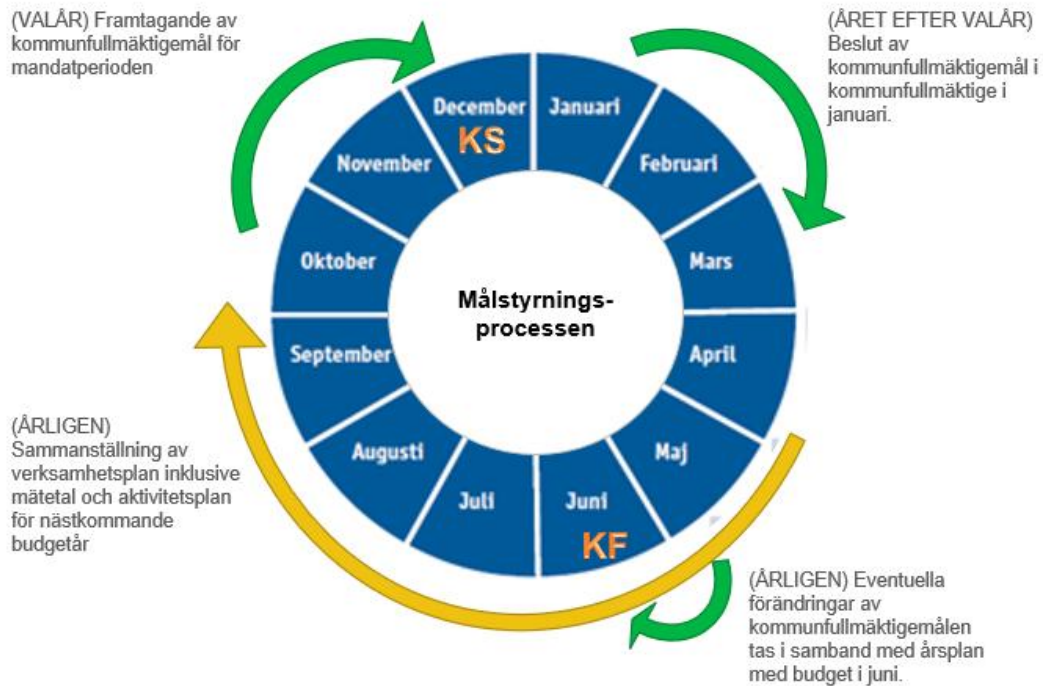 (VALÅR) Framtagande av
kommunfullmäktigemål för
mandatperioden
(ÅRET EFTER VALÅR)
Beslut av
kommunfullmäktigemål i
kommunfullmäktige i
januari.
December
KS
Januari
November
Februari
Oktober
Mars
Målstyrnings-
processen
September
April
Augusti
Maj
Juli
Juni
KF
(ÅRLIGEN)
Sammanställning av
verksamhetsplan inklusive
mätetal och aktivitetsplan
för nästkommande
budgetår
(ÅRLIGEN) Eventuella
förändringar av
kommunfullmäktigemålen
tas i samband med årsplan
med budget i juni.